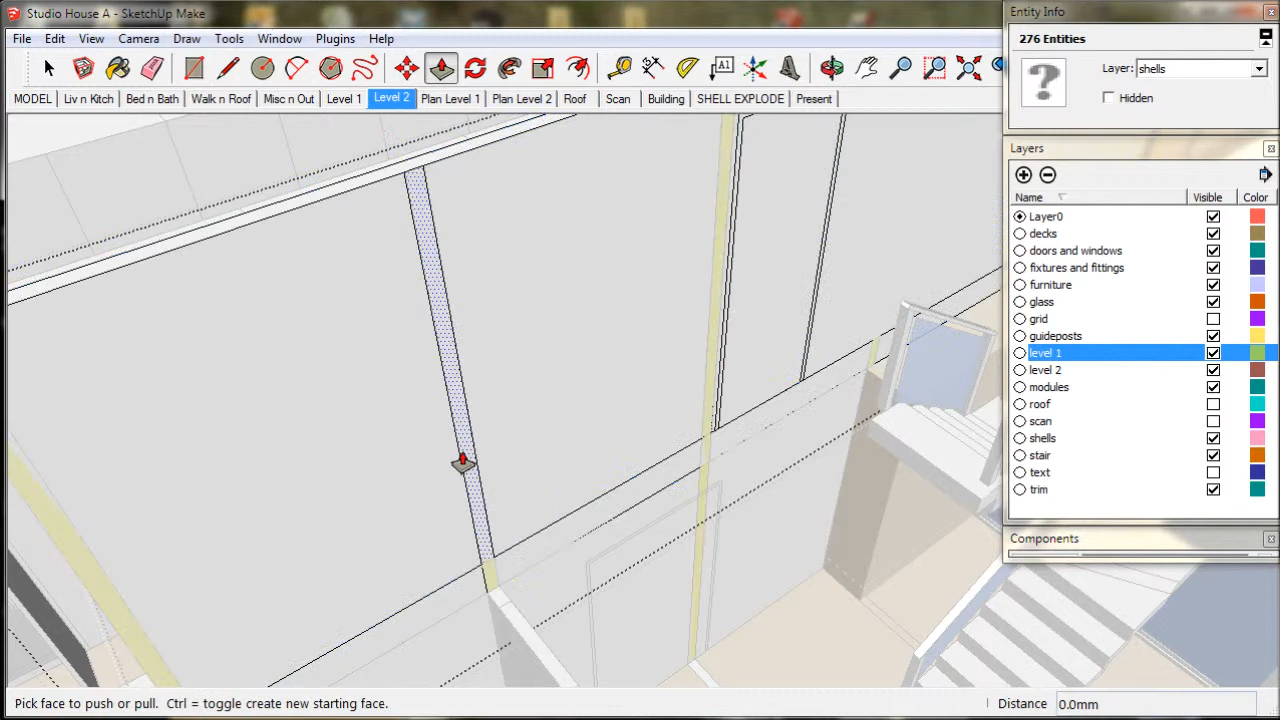 Studio House A - SketchUp Make
File Edit View Camera Draw Tools Window Plugins Help
A1
MODEL Liv n Kitch Bed n Bath Walk n Roof Misc n Out Level 1 Level 2 Plan Level 1 Plan Level 2 Roof Scan Building SHELL EXPLODE Present
Entity Info
276 Entities
Layer: shells
Hidden
Layers
Name Visible Color
Layer0
decks
doors and windows
fixtures and fittings
furniture
glass
grid
guideposts
level 1
level 2
modules
roof
scan
shells
stair
text
trim
Components
Pick face to push or pull. Ctrl = toggle create new starting face.
Distance 0.0mm